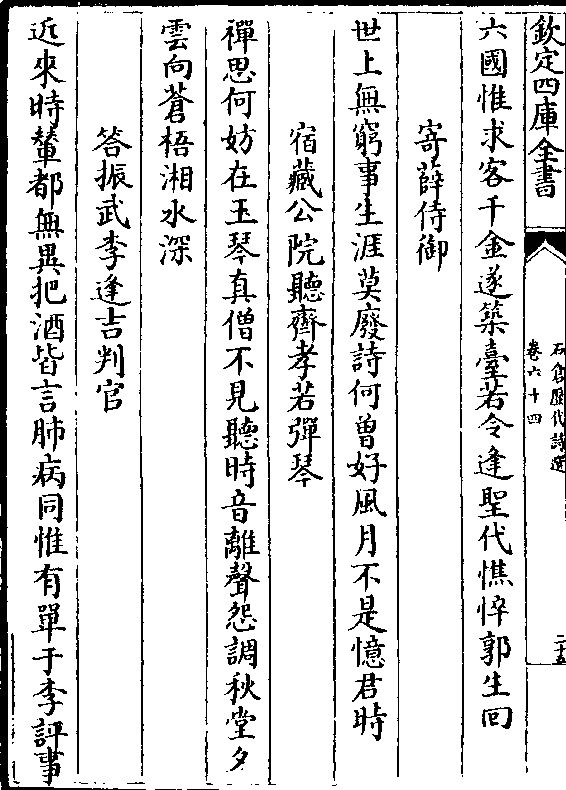 欽定四庫全書
石倉歷代詩選
卷六十四
二十五
六國惟求客千金遂築臺若令逢聖代憔悴郭生回
寄薛侍御
世上無窮事生涯莫廢詩何曾好風月不是憶君時
宿藏公院聽齊孝若彈琴
禪思何妨在玉琴真僧不見聽時音離聲怨調秋堂夕
雲向蒼梧湘水深
答振武李逢吉判官
近來時輩都無興把酒皆言肺病同惟有單于李評事